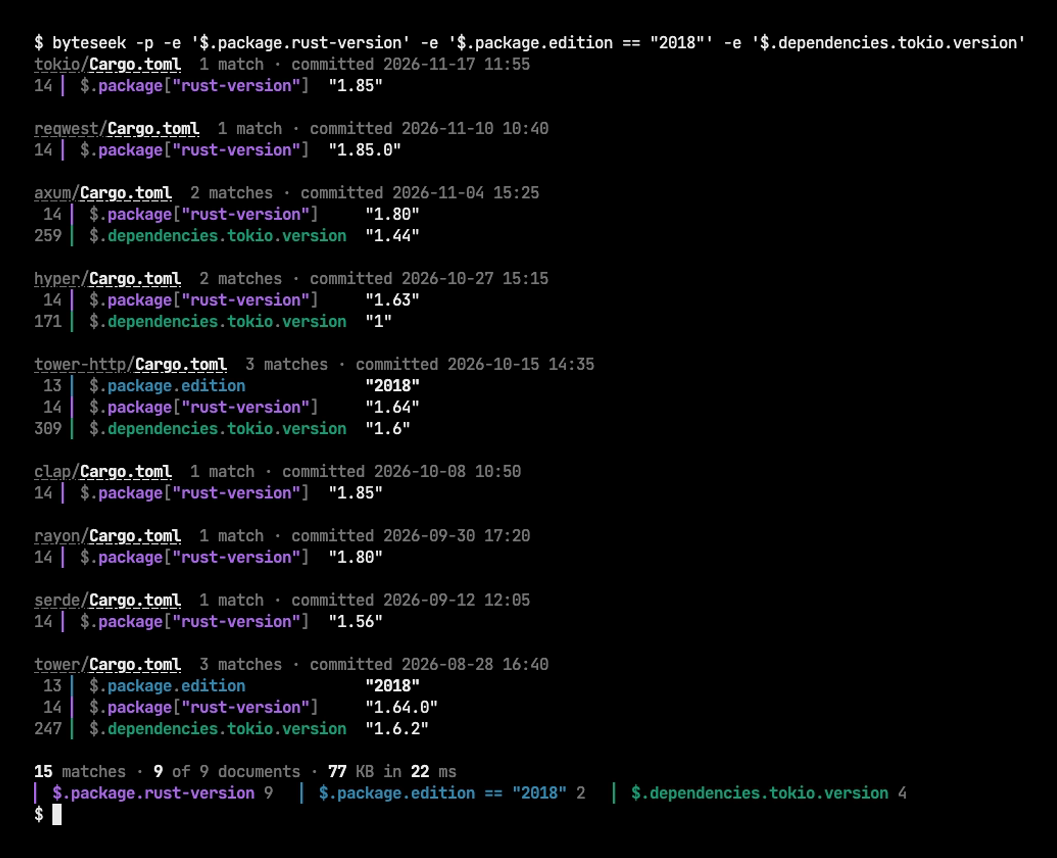 $ byteseek -p -e '$.package.rust-version' -e '$.package.edition == "2018"' -e '$.dependencies.tokio.version'
tokio/Cargo.toml  1 match · committed 2026-11-17 11:55
14 | $.package["rust-version"]  "1.85"
reqwest/Cargo.toml  1 match · committed 2026-11-10 10:40
14 | $.package["rust-version"]  "1.85.0"
axum/Cargo.toml  2 matches · committed 2026-11-04 15:25
14 | $.package["rust-version"]     "1.80"
259 | $.dependencies.tokio.version  "1.44"
hyper/Cargo.toml  2 matches · committed 2026-10-27 15:15
14 | $.package["rust-version"]     "1.63"
171 | $.dependencies.tokio.version  "1"
tower-http/Cargo.toml  3 matches · committed 2026-10-15 14:35
13 | $.package.edition             "2018"
14 | $.package["rust-version"]     "1.64"
309 | $.dependencies.tokio.version  "1.6"
clap/Cargo.toml  1 match · committed 2026-10-08 10:50
14 | $.package["rust-version"]  "1.85"
rayon/Cargo.toml  1 match · committed 2026-09-30 17:20
14 | $.package["rust-version"]  "1.80"
serde/Cargo.toml  1 match · committed 2026-09-12 12:05
14 | $.package["rust-version"]  "1.56"
tower/Cargo.toml  3 matches · committed 2026-08-28 16:40
13 | $.package.edition             "2018"
14 | $.package["rust-version"]     "1.64.0"
247 | $.dependencies.tokio.version  "1.6.2"
15 matches · 9 of 9 documents · 77 KB in 22 ms
| $.package.rust-version 9   | $.package.edition == "2018" 2   | $.dependencies.tokio.version 4
$